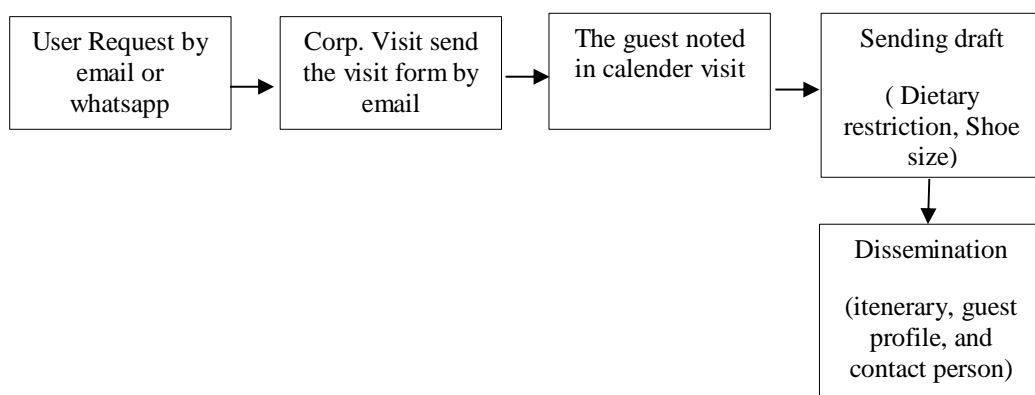 User Request by
email or
whatsapp
Corp. Visit send
the visit form by
email
The guest noted
in calender visit
Sending draft
( Dietary
restriction, Shoe
size)
Dissemination
(itenerary, guest
profile, and
contact person)